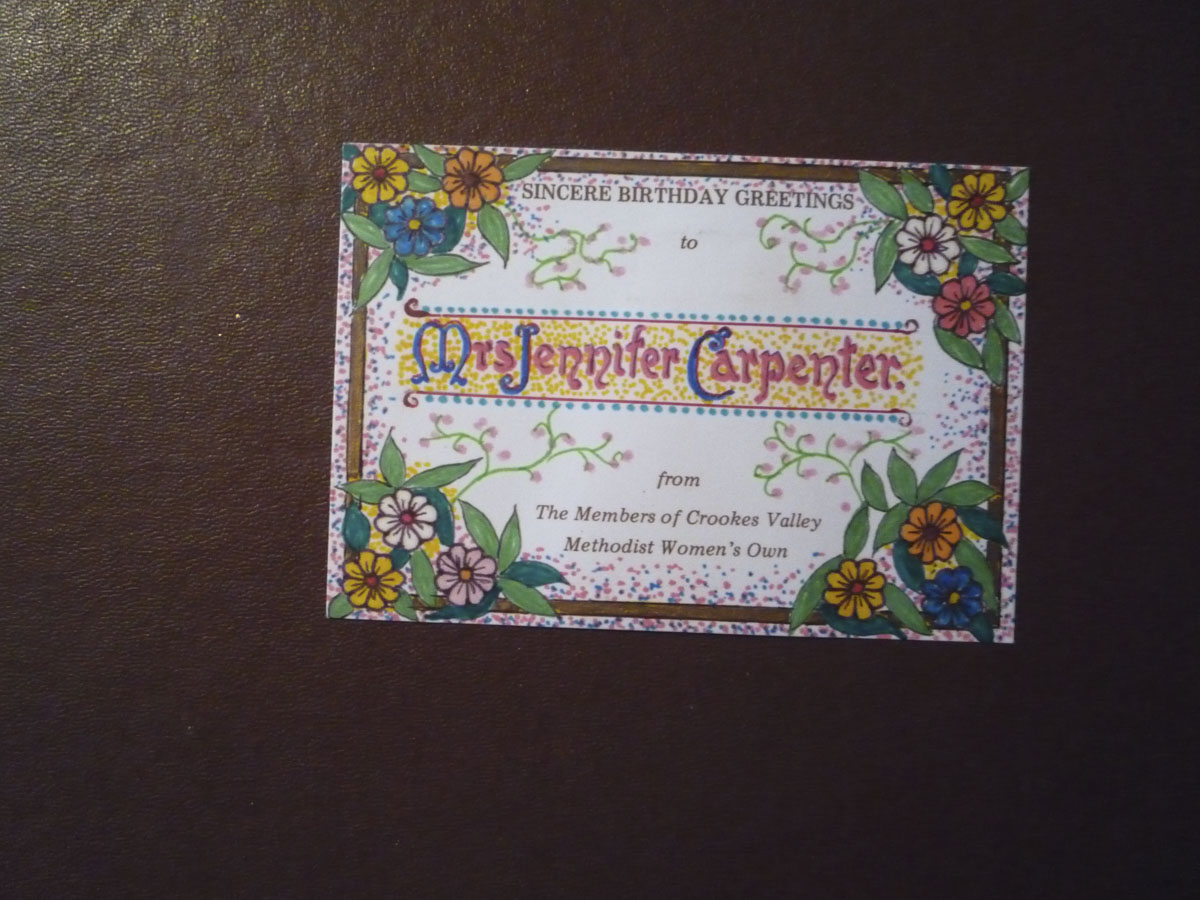 SINCERE BIRTHDAY GREETINGS
to
Mrs Jennifer Carpenter.
from
The Members of Crookes Valley
Methodist Women's Own